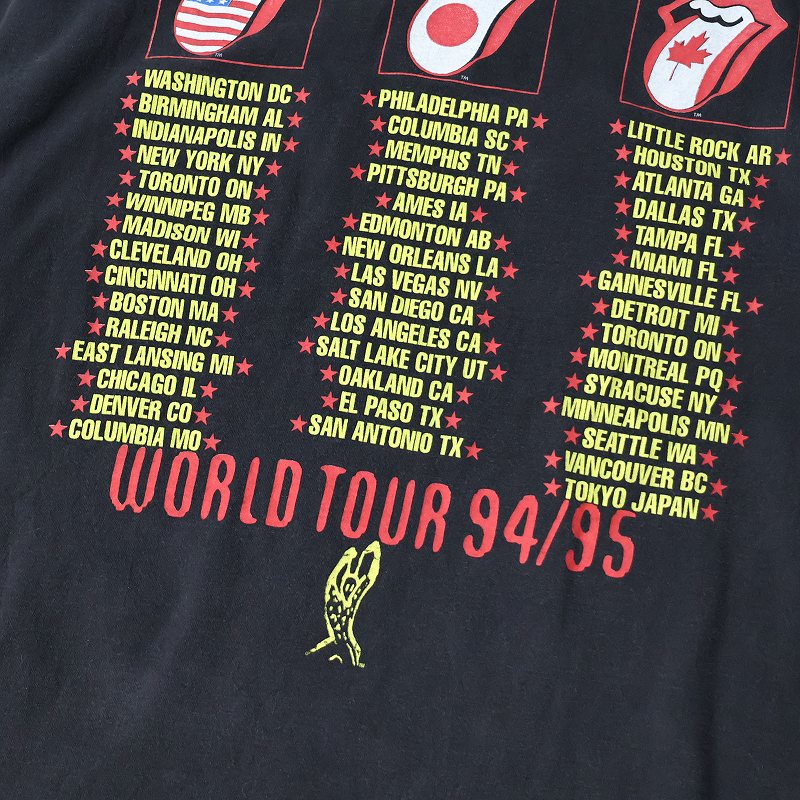 WASHINGTON DC
BIRMINGHAM AL
INDIANAPOLIS IN
NEW YORK NY
TORONTO ON
WINNIPEG MB
MADISON WI
CLEVELAND OH
CINCINNATI OH
BOSTON MA
RALEIGH NC
EAST LANSING MI
CHICAGO IL
DENVER CO
COLUMBIA MO
PHILADELPHIA PA
COLUMBIA SC
MEMPHIS TN
PITTSBURGH PA
AMES IA
EDMONTON AB
NEW ORLEANS LA
LAS VEGAS NV
SAN DIEGO CA
LOS ANGELES CA
SALT LAKE CITY UT
OAKLAND CA
EL PASO TX
SAN ANTONIO TX
LITTLE ROCK AR
HOUSTON TX
ATLANTA GA
DALLAS TX
TAMPA FL
MIAMI FL
GAINESVILLE FL
DETROIT MI
TORONTO ON
MONTREAL PQ
SYRACUSE NY
MINNEAPOLIS MN
SEATTLE WA
VANCOUVER BC
TOKYO JAPAN
WORLD TOUR 94/95